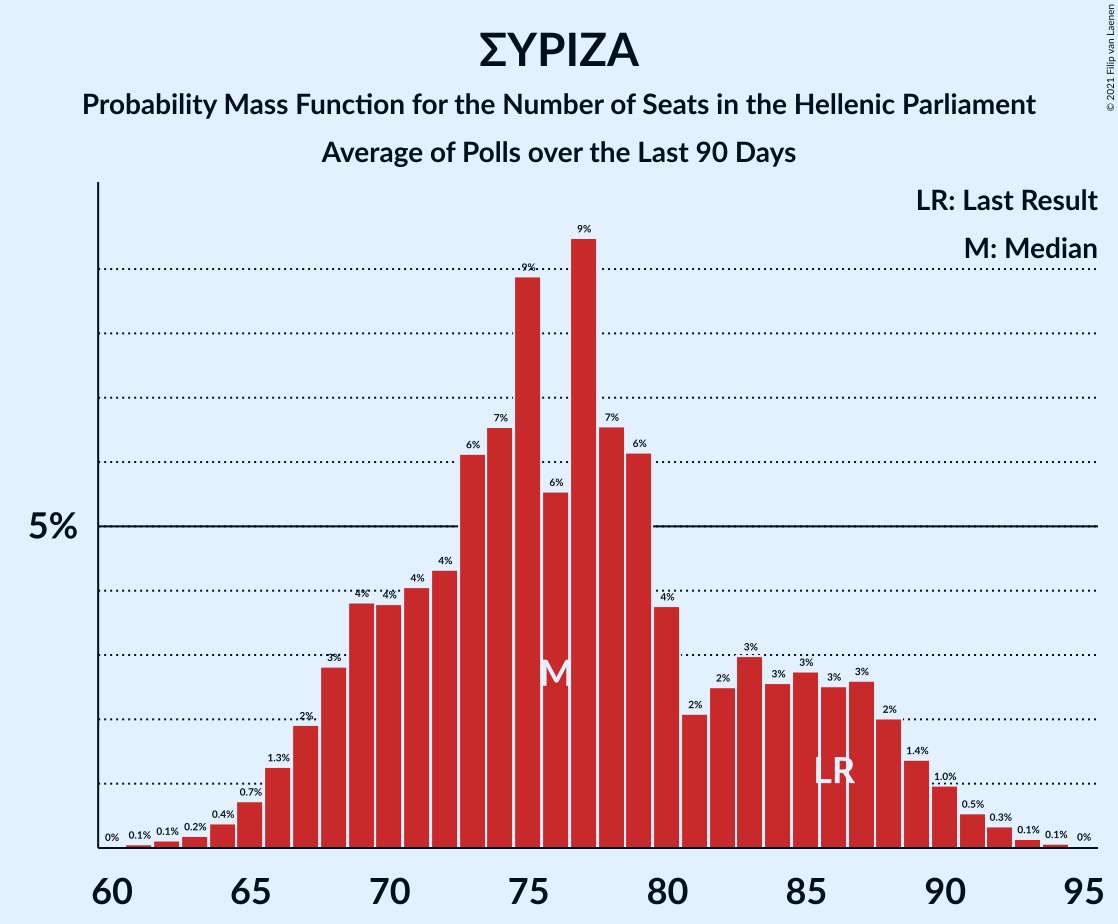 ΣΥΡΙΖΑ
Probability Mass Function for the Number of Seats in the Hellenic Parliament
Average of Polls over the Last 90 Days
© 2021 Filip van Laenen
LR: Last Result
M: Median
5%
0% 0.1% 0.1% 0.2% 0.4% 0.7% 1.3% 2% 3% 4% 4% 4% 4% 6% 7% 9% 6% 9% 7% 6% 4% 2% 2% 3% 3% 3% 3% 3% 2% 1.4% 1.0% 0.5% 0.3% 0.1% 0.1% 0%
M
LR
60 65 70 75 80 85 90 95